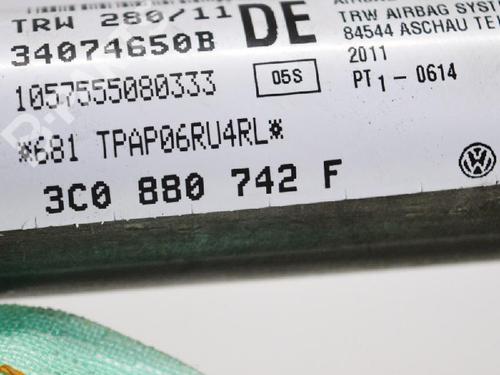 TRW 280/11
34074650B
DE
TRW AIRBAG SYST
84544 ASCHAU
2011
1057555080333
05S
PT1-0614
*681 TPAP06RU4RL*
3C0 880 742 F